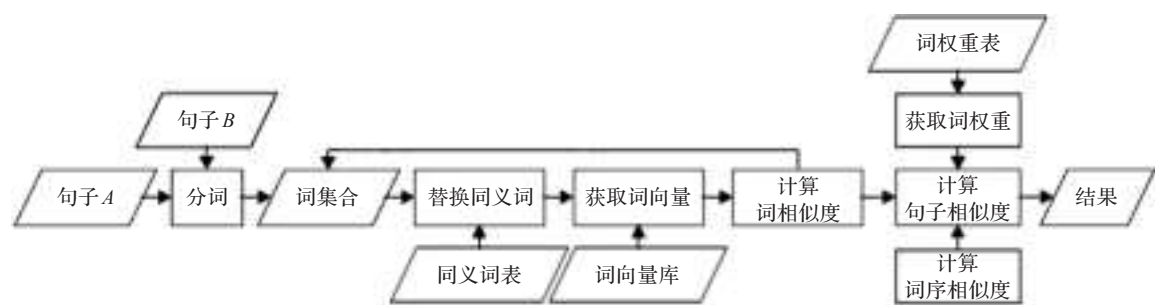 词权重表
句子B
获取词权重
句子A
分词
词集合
替换同义词
获取词向量
计算
词相似度
计算
句子相似度
结果
同义词表
词向量库
计算
词序相似度